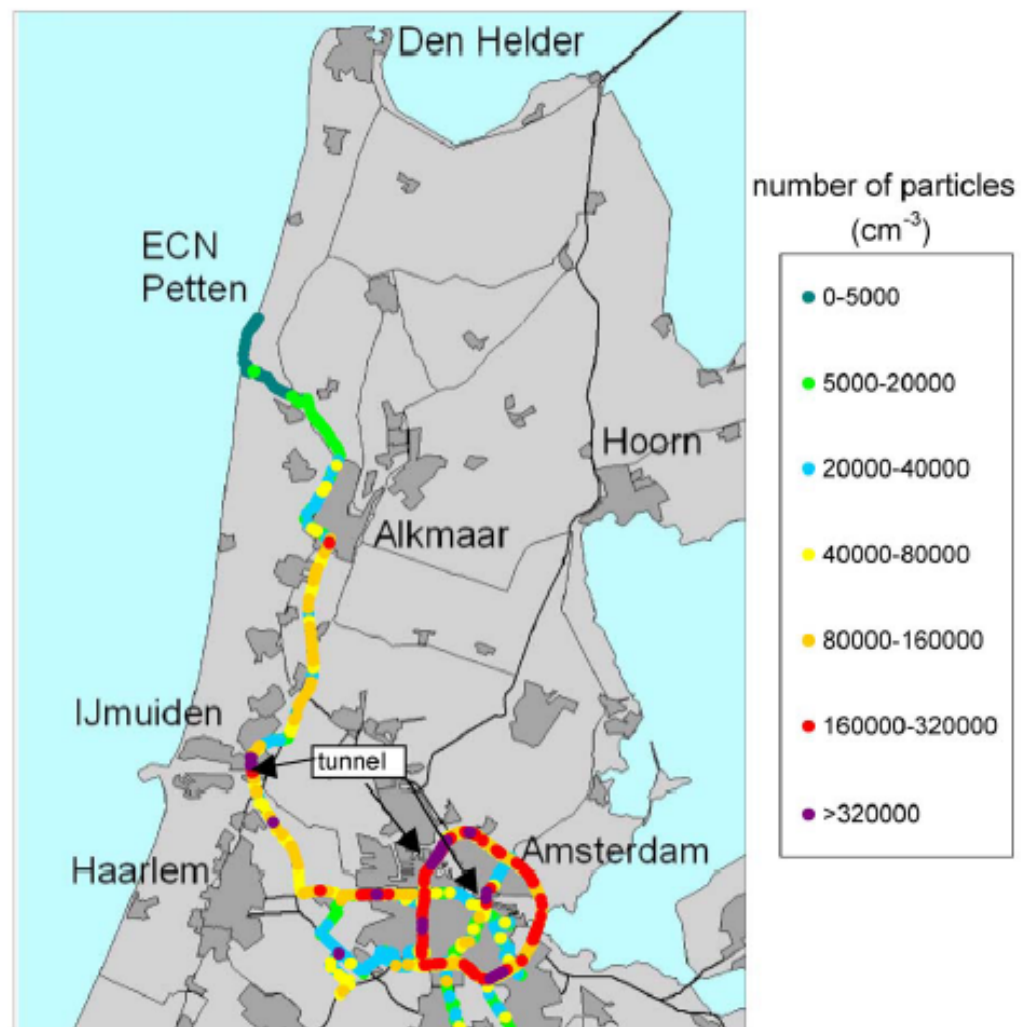 Den Helder
number of particles
(cm-3)
ECN
Petten
0-5000
5000-20000
Hoorn
20000-40000
Alkmaar
40000-80000
80000-160000
IJmuiden
160000-320000
tunnel
>320000
Amsterdam
Haarlem